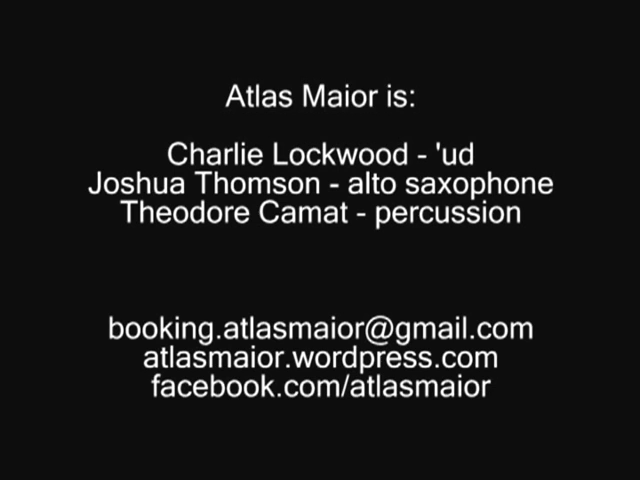 Atlas Maior is:
Charlie Lockwood - 'ud
Joshua Thomson - alto saxophone
Theodore Camat - percussion
booking.atlasmaior@gmail.com
atlasmaior.wordpress.com
facebook.com/atlasmaior